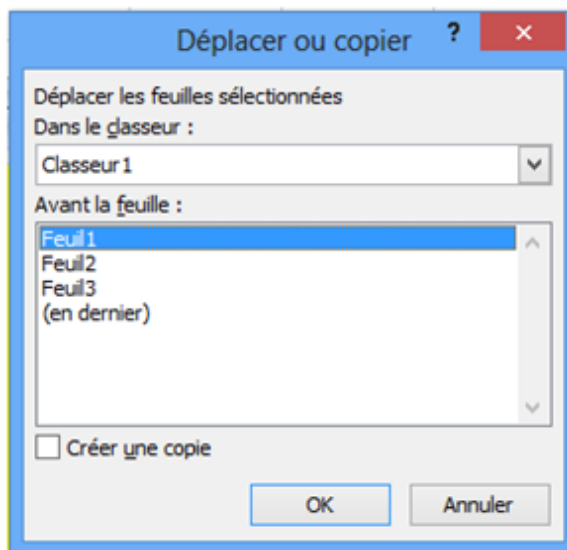 Déplacer ou copier ? ×
Déplacer les feuilles sélectionnées
Dans le classeur :
Classeur1
Avant la feuille :
Feuil1
Feuil2
Feuil3
(en dernier)
Créer une copie
OK Annuler